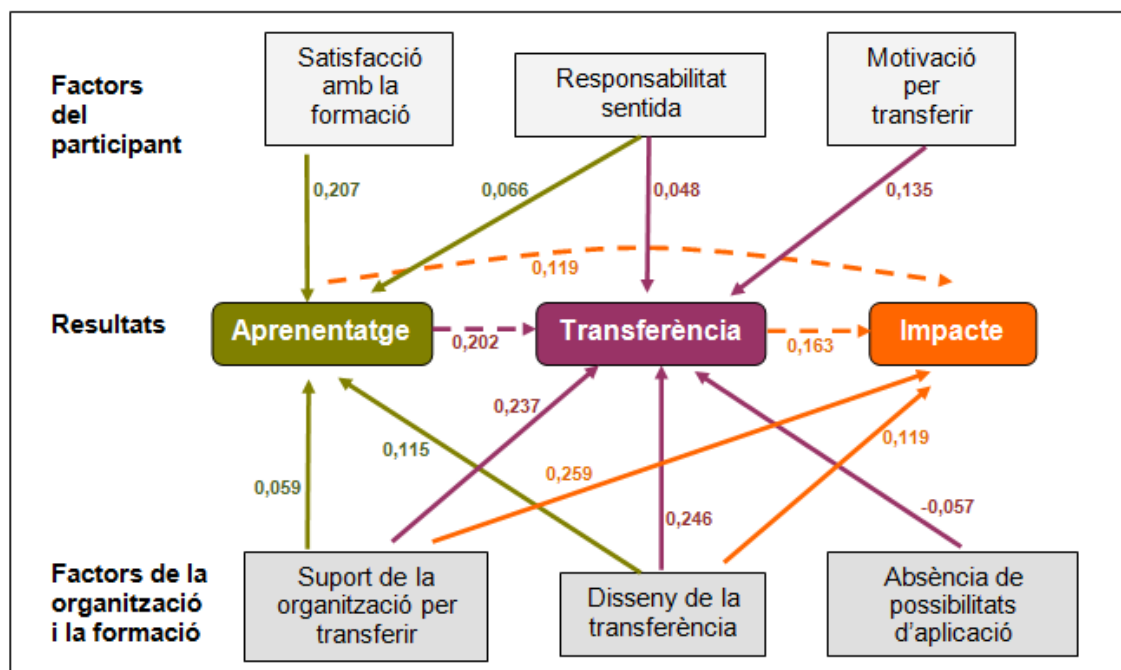 Factors
del
participant
Satisfacció
amb la
formació
Responsabilitat
sentida
Motivació
per
transferir
0,207
0,066
0,048
0,135
0,119
Resultats
Aprenentatge
0,202
Transferència
0,163
Impacte
0,059
0,115
0,237
0,259
0,246
0,119
-0,057
Factors de la
organització
i la formació
Suport de la
organització per
transferir
Disseny de la
transferència
Absència de
possibilitats
d’aplicació